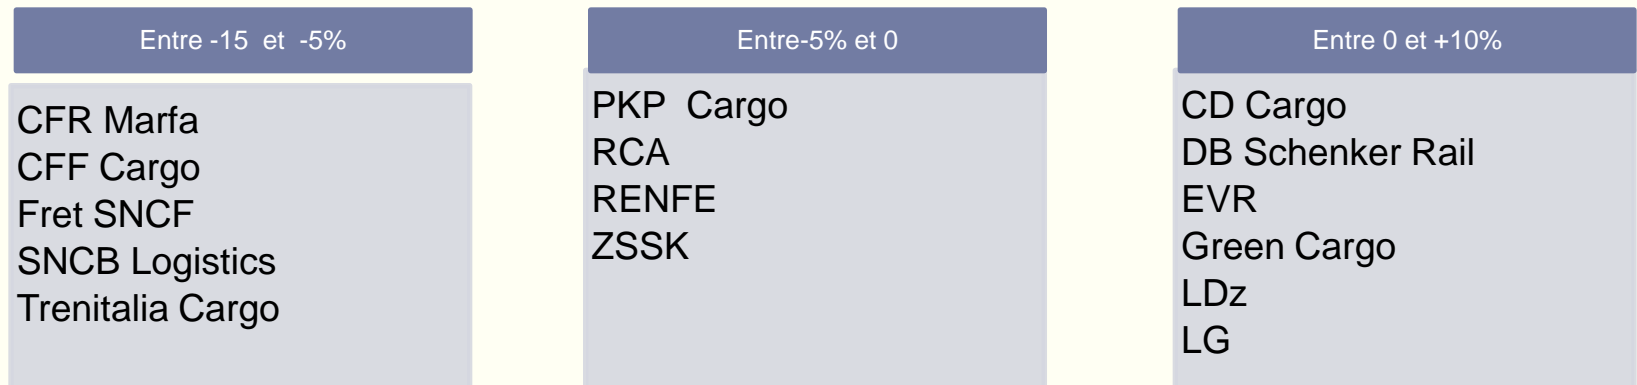 Entre -15 et -5%
CFR Marfa
CFF Cargo
Fret SNCF
SNCB Logistics
Trenitalia Cargo
Entre-5% et 0
PKP Cargo
RCA
RENFE
ZSSK
Entre 0 et +10%
CD Cargo
DB Schenker Rail
EVR
Green Cargo
LDz
LG